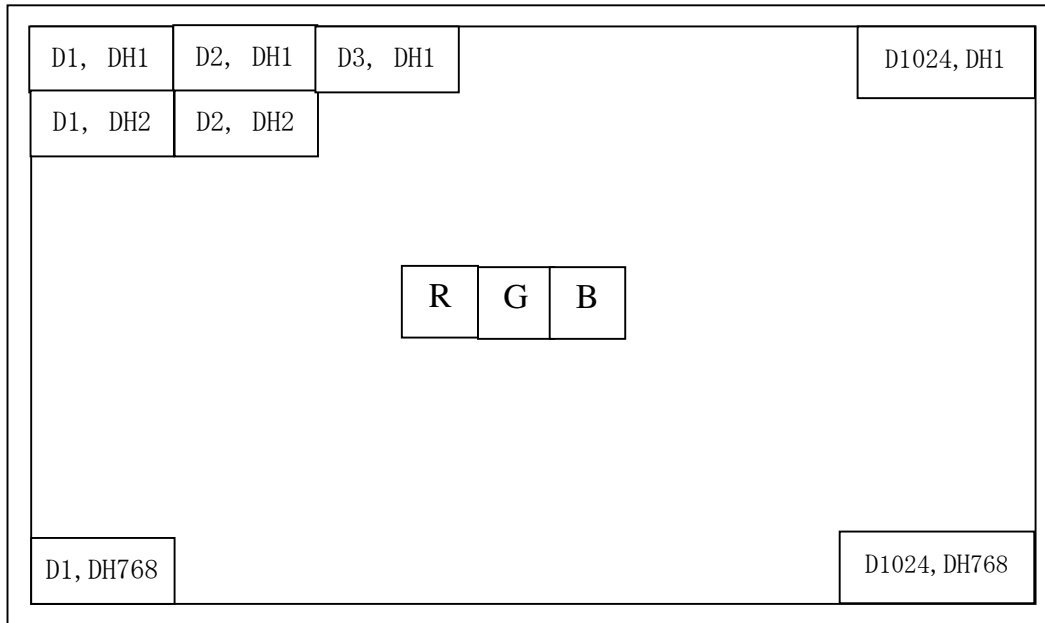 D1, DH1 D2, DH1 D3, DH1 D1024,DH1
D1, DH2 D2, DH2
R G B
D1,DH768 D1024,DH768